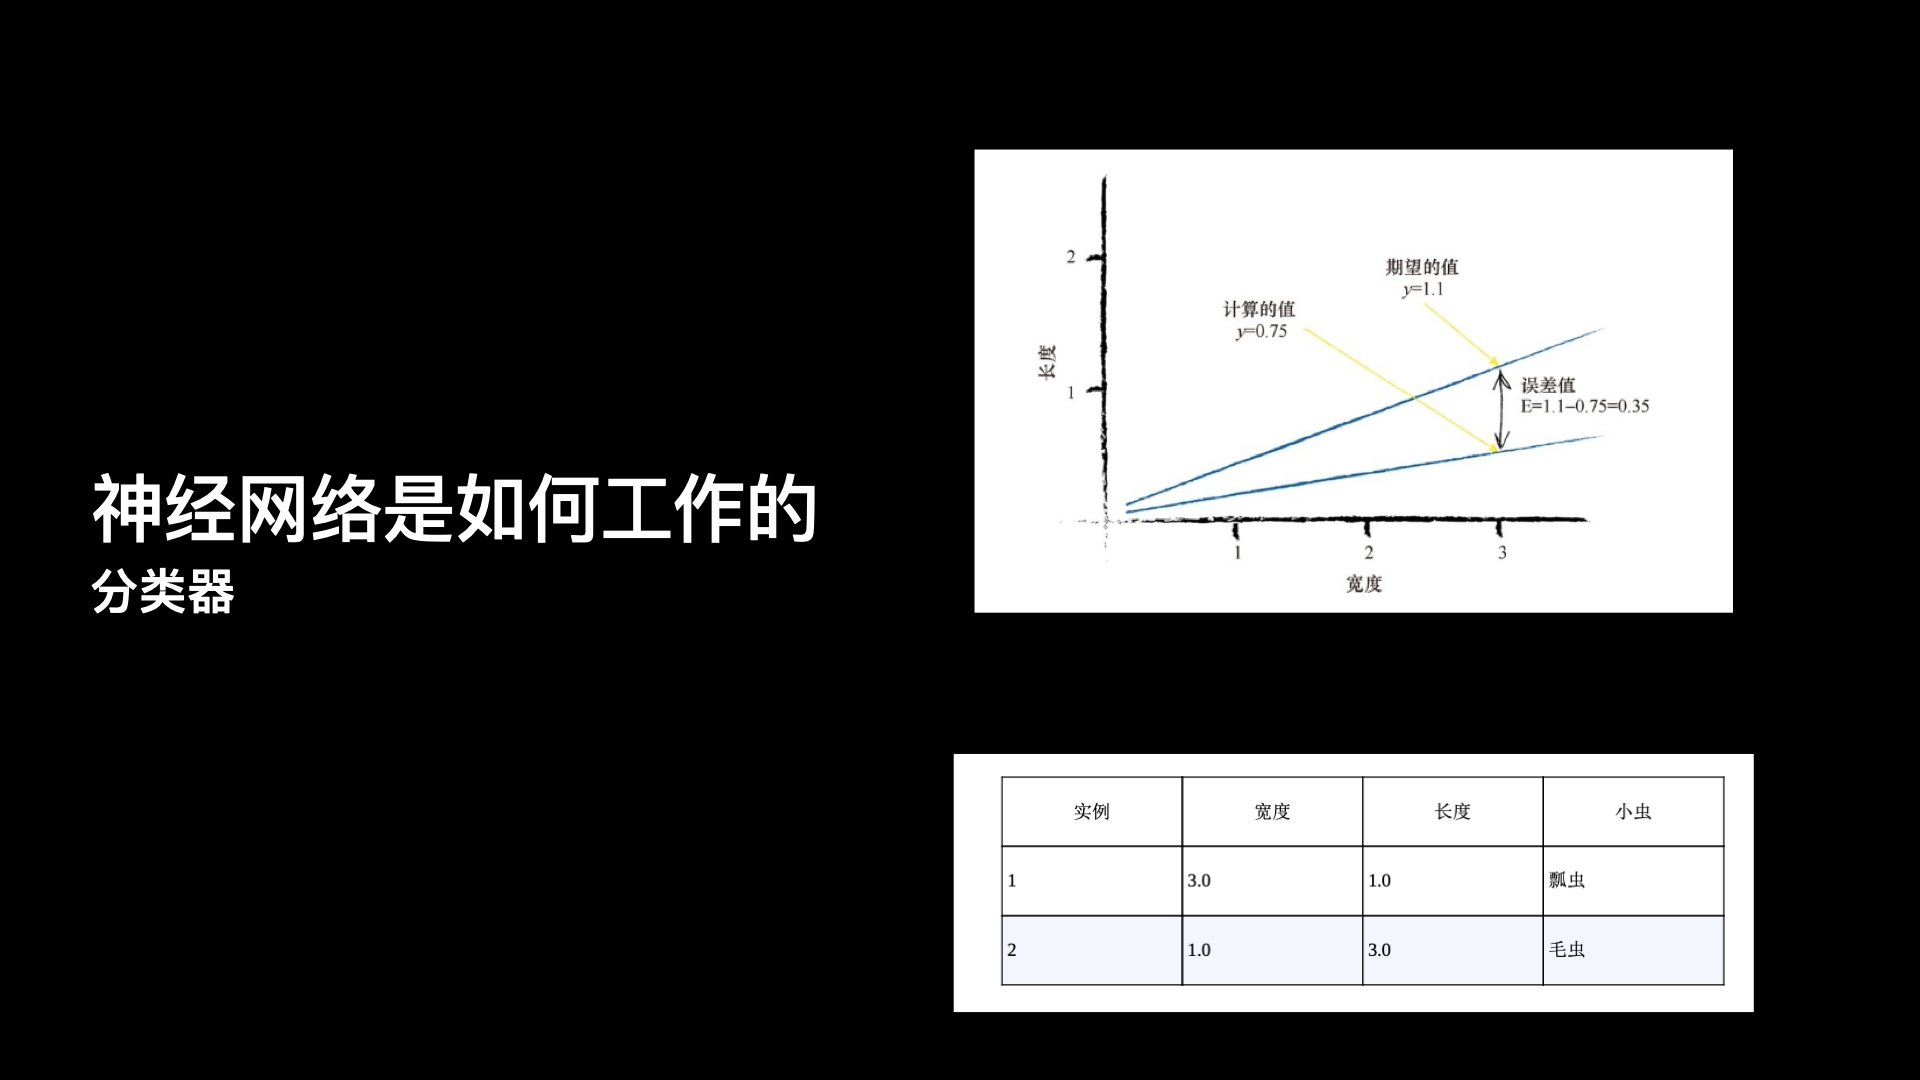 神经网络是如何工作的
分类器
期望的值
y=1.1
计算的值
y=0.75
误差值
E=1.1–0.75=0.35
长度
2
1
1 2 3
宽度
实例 宽度 长度 小虫
1 3.0 1.0 瓢虫
2 1.0 3.0 毛虫